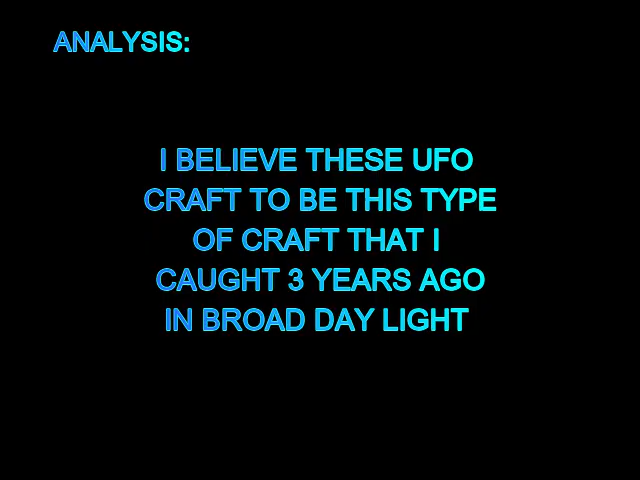 ANALYSIS:
I BELIEVE THESE UFO
CRAFT TO BE THIS TYPE
OF CRAFT THAT I
CAUGHT 3 YEARS AGO
IN BROAD DAY LIGHT